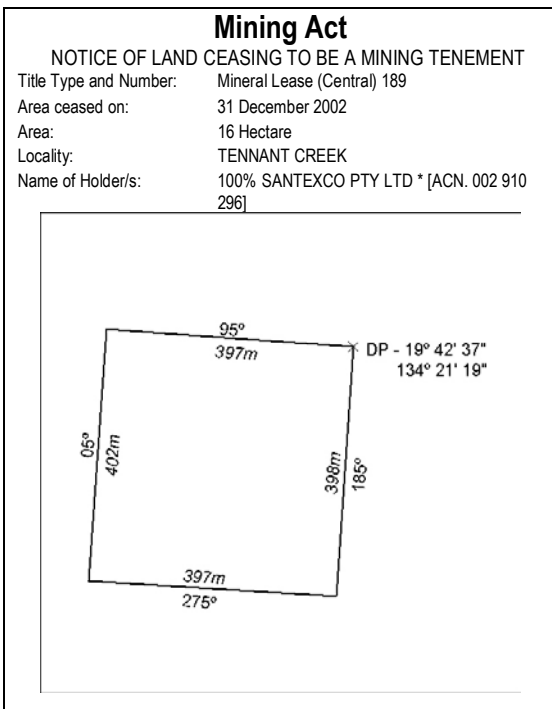 Mining Act
NOTICE OF LAND CEASING TO BE A MINING TENEMENT
Title Type and Number: Mineral Lease (Central) 189
Area ceased on: 31 December 2002
Area: 16 Hectare
Locality: TENNANT CREEK
Name of Holder/s: 100% SANTEXCO PTY LTD * [ACN. 002 910
296]
95º
397m
DP - 19º 42' 37"
134º 21' 19"
05º
402m
398m
185º
397m
275º